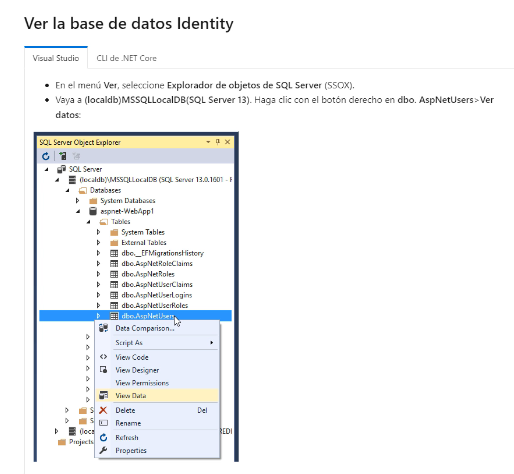 Ver la base de datos Identity
Visual Studio
CLI de .NET Core
En el menú Ver, seleccione Explorador de objetos de SQL Server (SSOX).
Vaya a (localdb)MSSQLLocalDB(SQL Server 13). Haga clic con el botón derecho en dbo. AspNetUsers>Ver
datos:
SQL Server Object Explorer
SQL Server
(localdb)\MSSQLLocalDB (SQL Server 13.0.1601 - F
Databases
System Databases
aspnet-WebApp1
Tables
System Tables
External Tables
dbo.__EFMigrationsHistory
dbo.AspNetRoleClaims
dbo.AspNetRoles
dbo.AspNetUserClaims
dbo.AspNetUserLogins
dbo.AspNetUserRoles
dbo.AspNetUsers
Data Comparison...
Script As
View Code
View Designer
View Permissions
View Data
S
Delete Del
S
Rename
(loca
Refresh
REDI
Projects
Properties